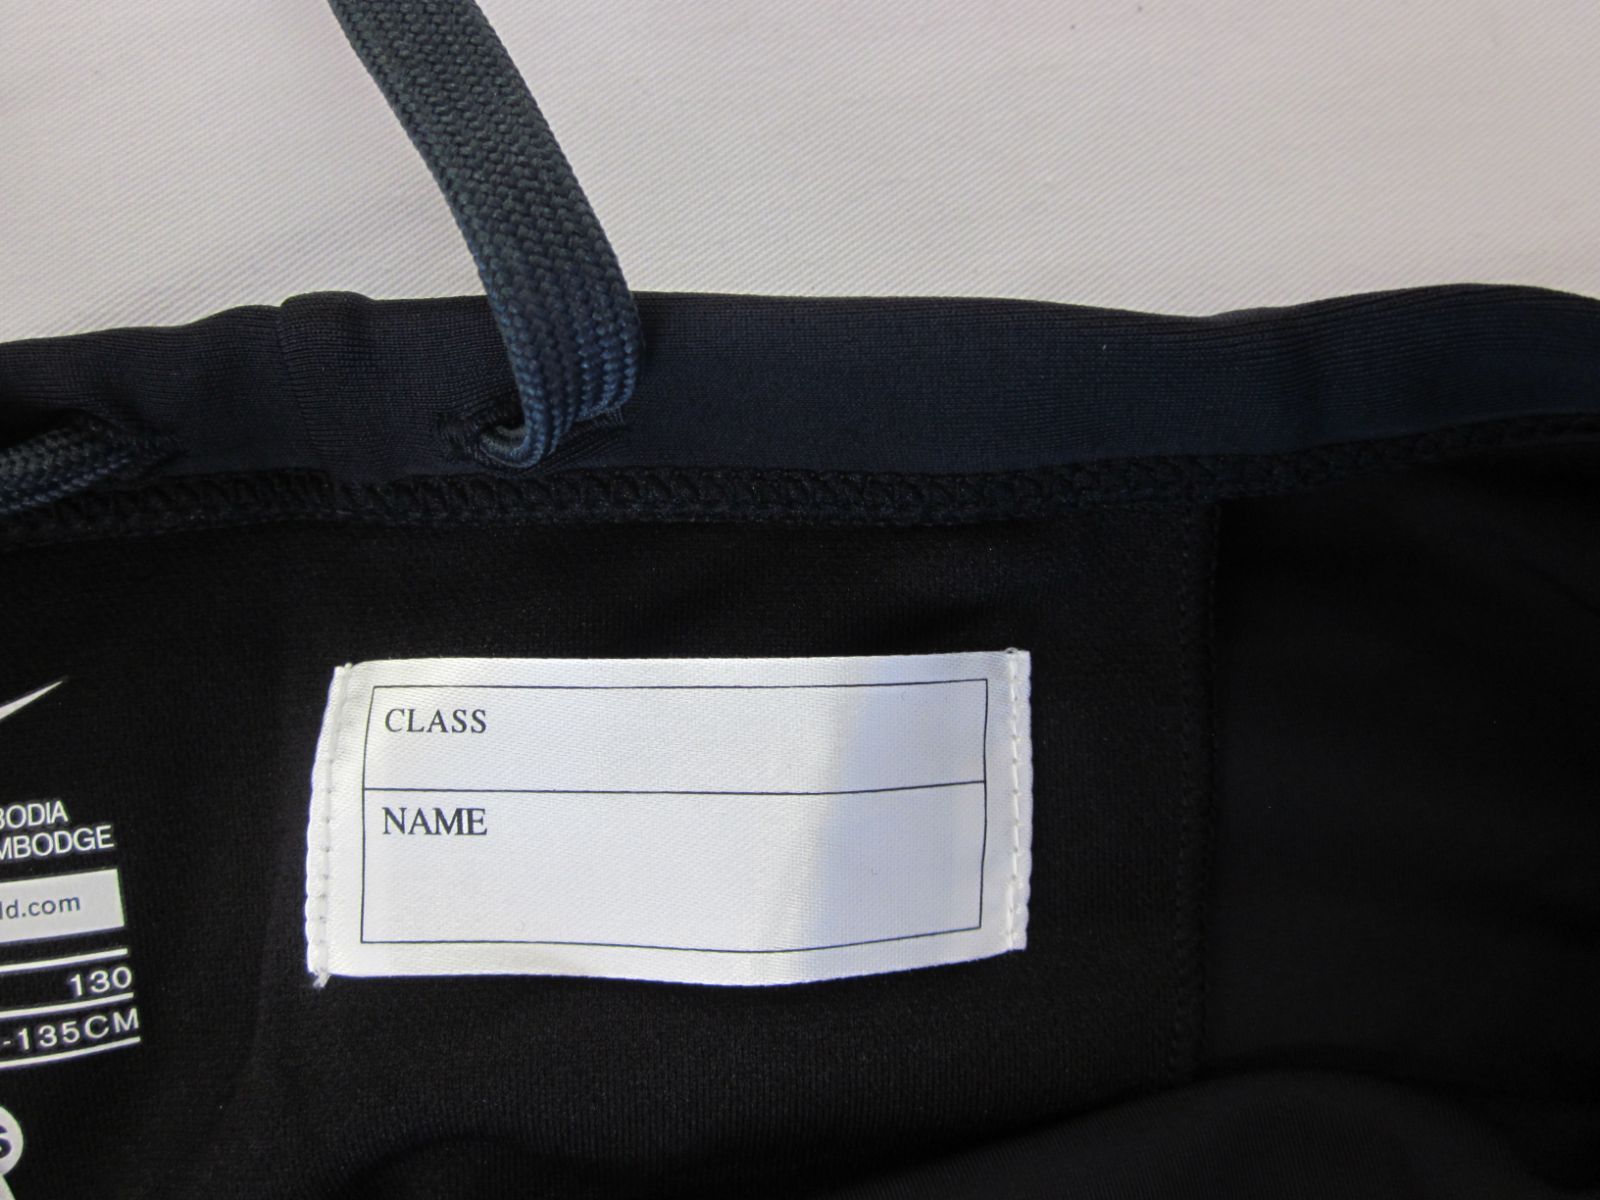 CLASS
NAME
BODIA
MBODGE
ld.com
130
-135CM
S